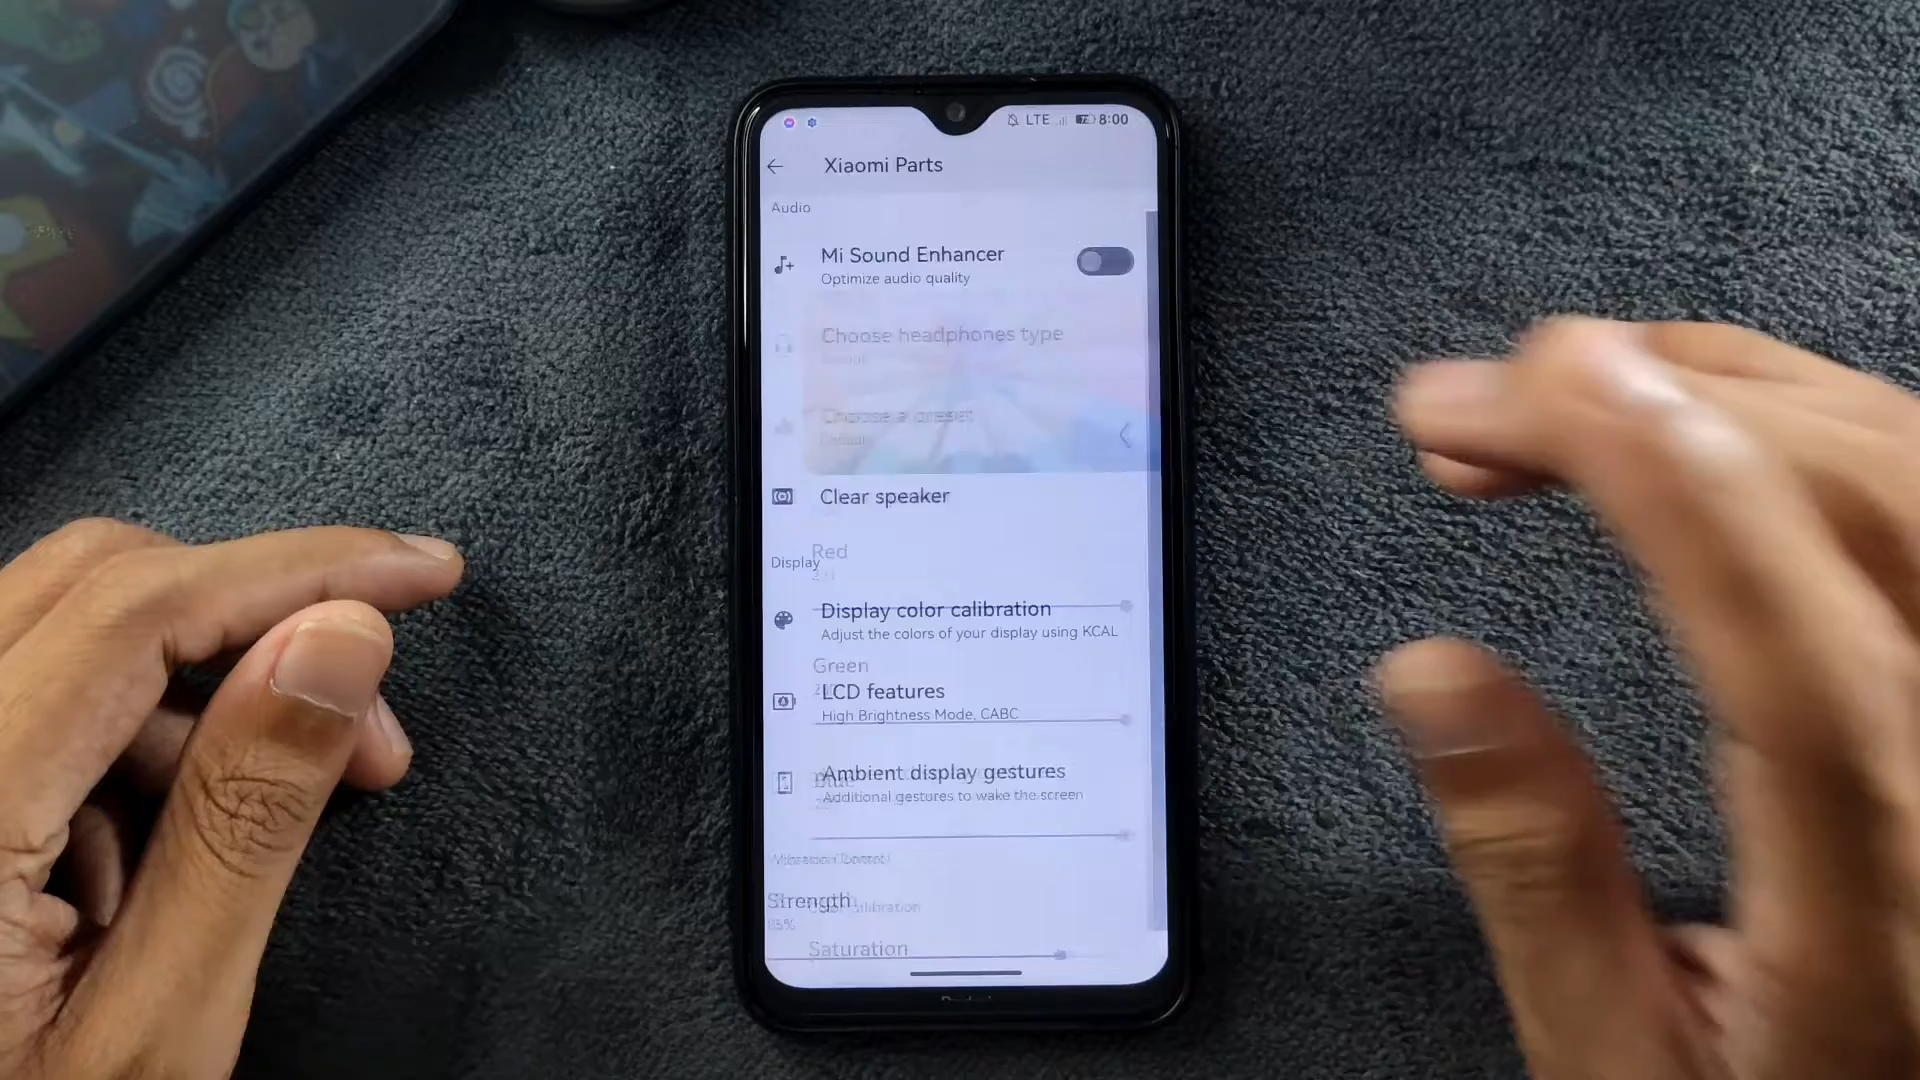 LTE 8:00
Xiaomi Parts
Audio
Mi Sound Enhancer
Optimize audio quality
Choose headphones type
Choose a preset
Default
Clear speaker
Red
Display
Display color calibration
Adjust the colors of your display using KCAL
Green
LCD features
High Brightness Mode, CABC
Ambient display gestures
Additional gestures to wake the screen
Strength
Saturation